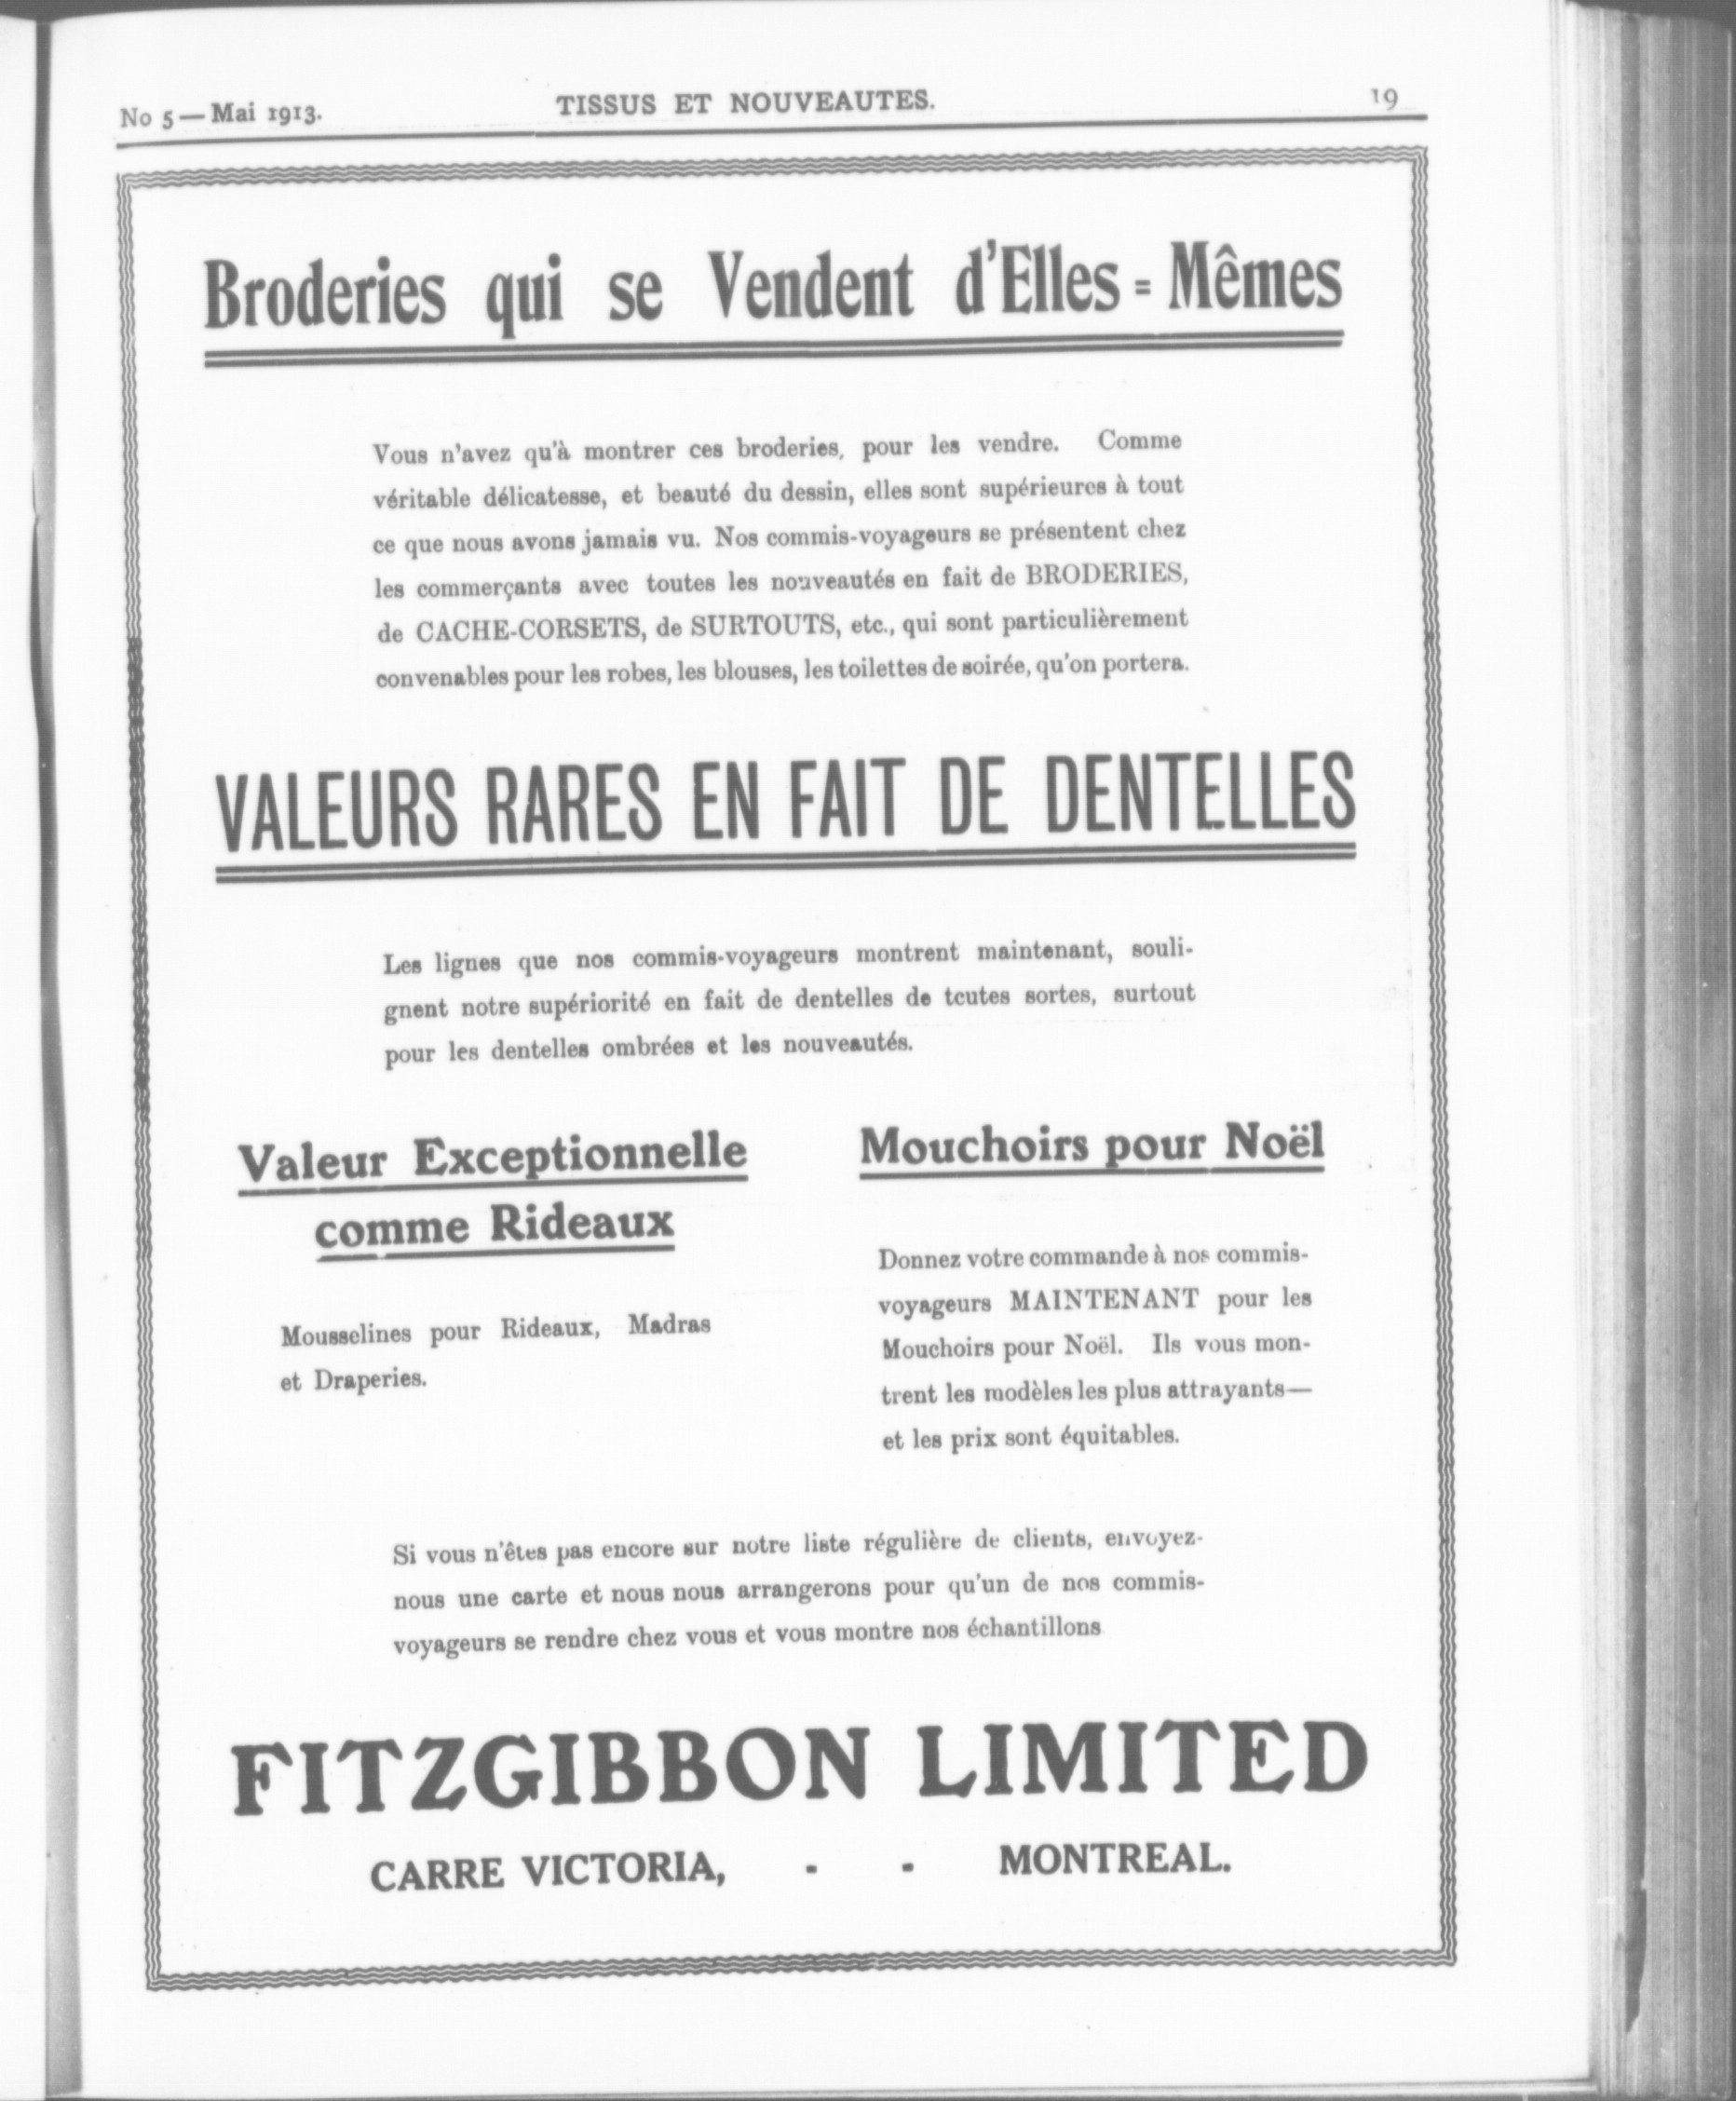 No 5 — Mai 1913.
TISSUS ET NOUVEAUTES.
19
Broderies qui se Vendent d'Elles=Mêmes
Vous n'avez qu'à montrer ces broderies, pour les vendre. Comme
véritable délicatesse, et beauté du dessin, elles sont supérieures à tout
ce que nous avons jamais vu. Nos commis-voyageurs se présentent chez
les commerçants avec toutes les nouveautés en fait de BRODERIES,
de CACHE-CORSETS, de SURTOUTS, etc., qui sont particulièrement
convenables pour les robes, les blouses, les toilettes de soirée, qu'on portera.
VALEURS RARES EN FAIT DE DENTELLES
Les lignes que nos commis-voyageurs montrent maintenant, souli-
gnent notre supériorité en fait de dentelles de tcutes sortes, surtout
pour les dentelles ombrées et les nouveautés.
Valeur Exceptionnelle
comme Rideaux
Mousselines pour Rideaux, Madras
et Draperies.
Mouchoirs pour Noël
Donnez votre commande à nos commis-
voyageurs MAINTENANT pour les
Mouchoirs pour Noël. Ils vous mon-
trent les modèles les plus attrayants—
et les prix sont équitables.
Si vous n'êtes pas encore sur notre liste régulière de clients, envoyez-
nous une carte et nous nous arrangerons pour qu'un de nos commis-
voyageurs se rendre chez vous et vous montre nos échantillons
FITZGIBBON LIMITED
CARRE VICTORIA, - - MONTREAL.